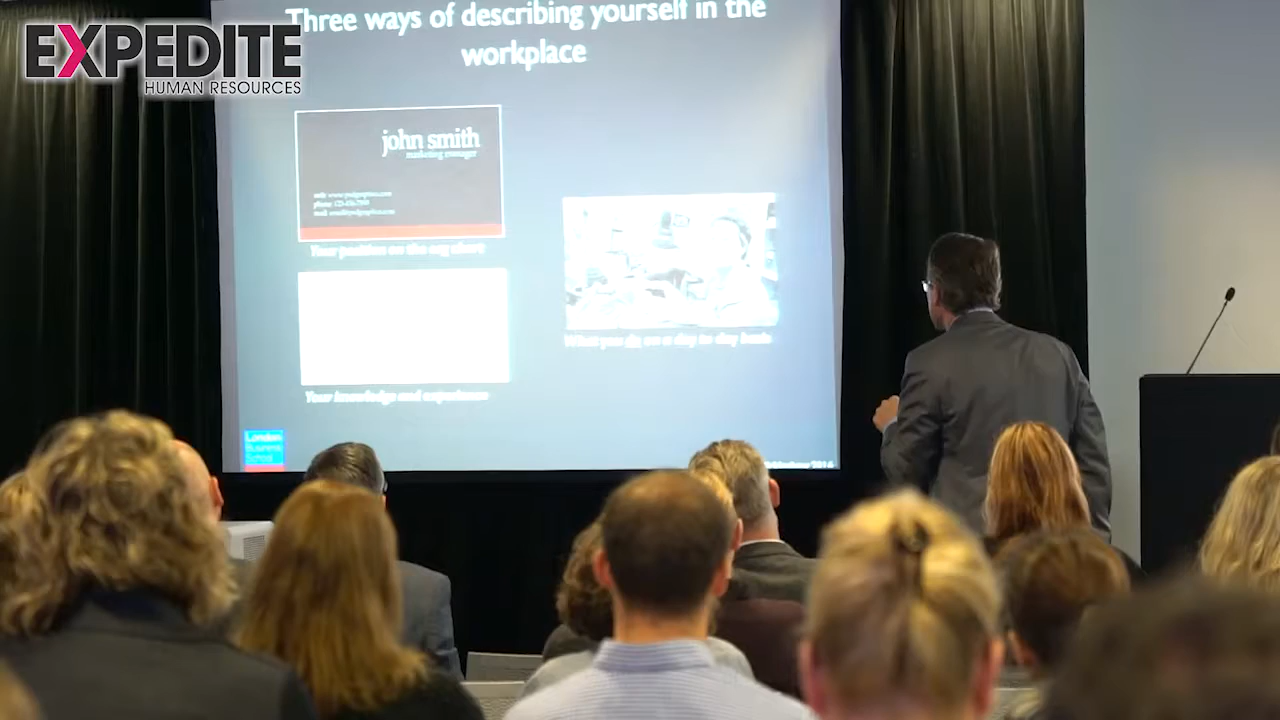 EXPEDITE
HUMAN RESOURCES
Three ways of describing yourself in the
workplace
john smith
marketing manager
Your position on the org chart
What you do on a day to day basis
Your knowledge and experience
London
Business
School